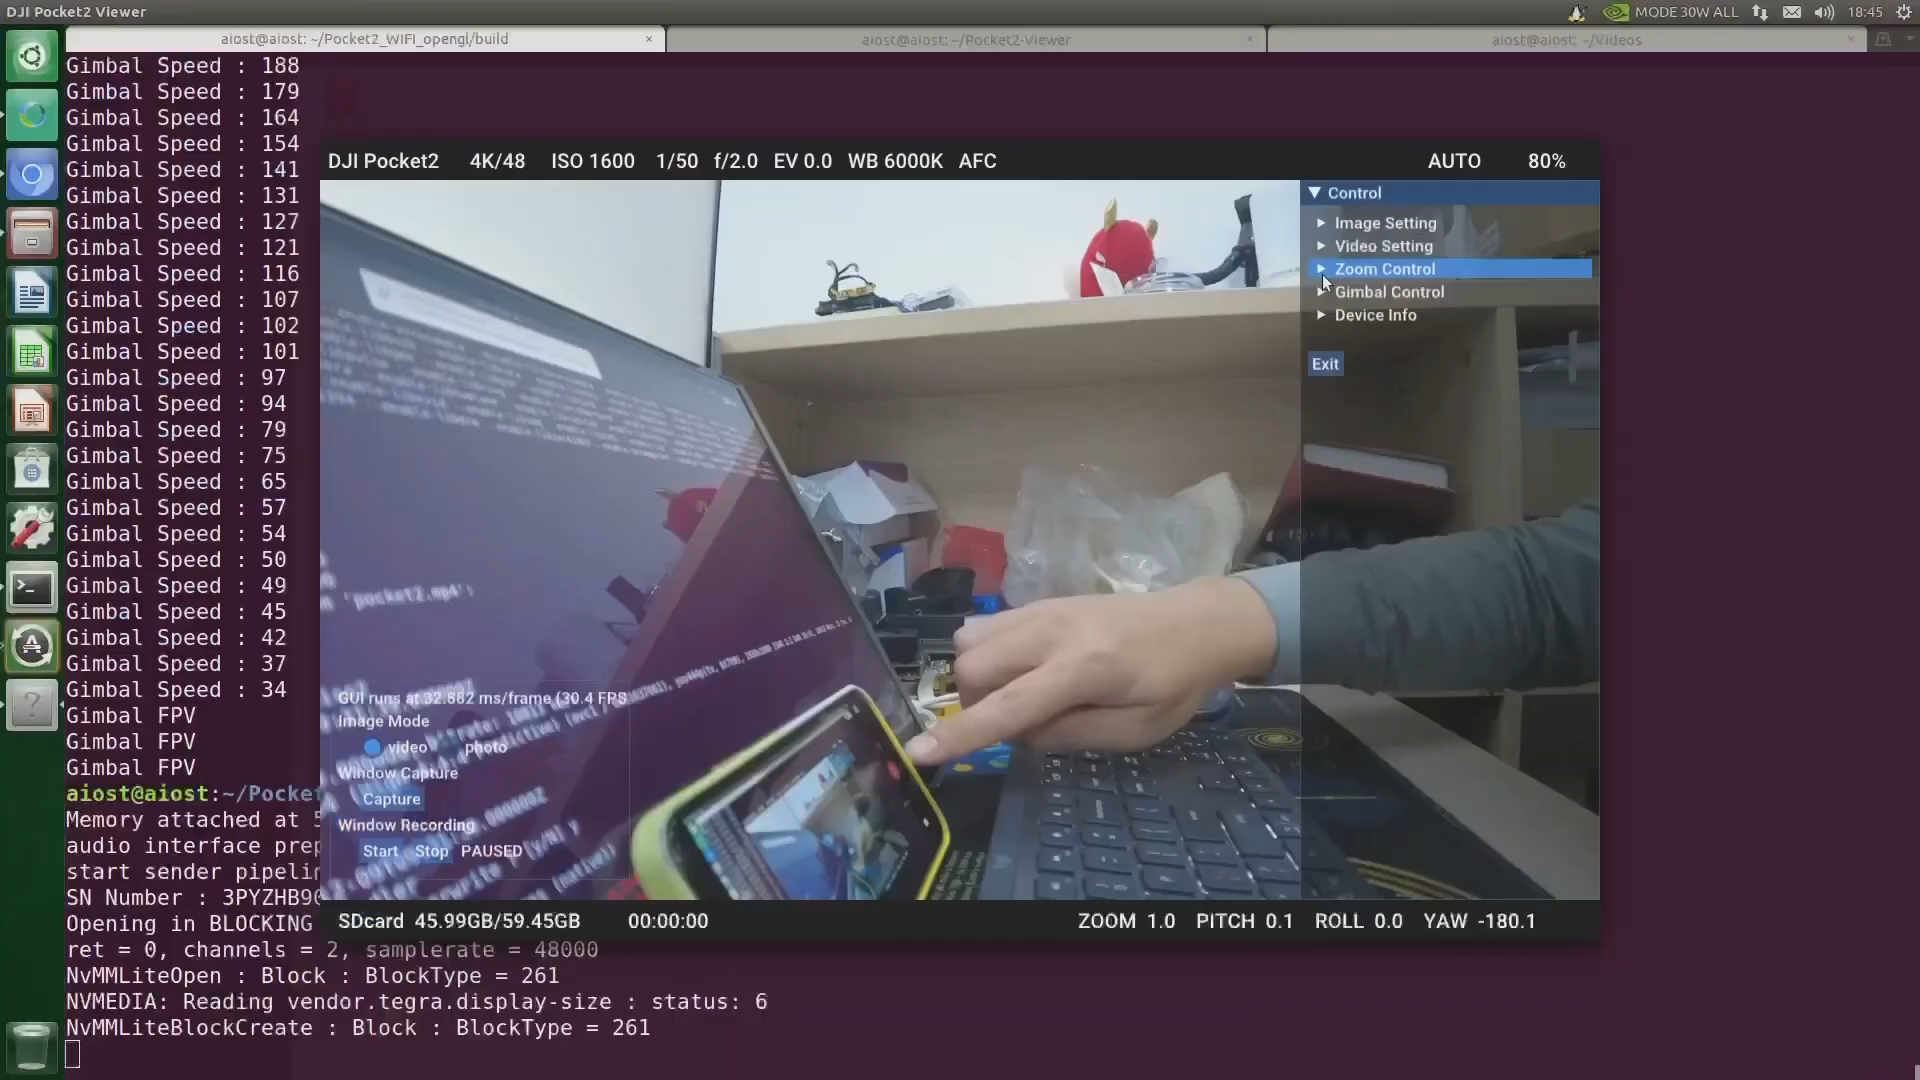 DJI Pocket2 Viewer
MODE 30W ALL
18:45
aiost@aiost: ~/Pocket2_WIFI_opengl/build
aiost@aiost: ~/Pocket2-Viewer
aiost@aiost: ~/Videos
Gimbal Speed : 188
Gimbal Speed : 179
Gimbal Speed : 164
Gimbal Speed : 154
Gimbal Speed : 141
Gimbal Speed : 131
Gimbal Speed : 127
Gimbal Speed : 121
Gimbal Speed : 116
Gimbal Speed : 107
Gimbal Speed : 102
Gimbal Speed : 101
Gimbal Speed : 97
Gimbal Speed : 94
Gimbal Speed : 79
Gimbal Speed : 75
Gimbal Speed : 65
Gimbal Speed : 57
Gimbal Speed : 54
Gimbal Speed : 50
Gimbal Speed : 49
Gimbal Speed : 45
Gimbal Speed : 42
Gimbal Speed : 37
Gimbal Speed : 34
Gimbal FPV
Gimbal FPV
Gimbal FPV
aiost@aiost:~/Pocket
Memory attached at 5
audio interface prep
start sender pipelin
SN Number : 3PYZHB90
Opening in BLOCKING
ret = 0, channels = 2, samplerate = 48000
NvMMLiteOpen : Block : BlockType = 261
NVMEDIA: Reading vendor.tegra.display-size : status: 6
NvMMLiteBlockCreate : Block : BlockType = 261
DJI Pocket2 4K/48 ISO 1600 1/50 f/2.0 EV 0.0 WB 6000K AFC AUTO 80%
Control
Image Setting
Video Setting
Zoom Control
Gimbal Control
Device Info
Exit
'pocket2.mp4':
GUI runs at 32.882 ms/frame (30.4 FPS
Image Mode
video photo
Window Capture
Capture
Window Recording
Start Stop PAUSED
[y/N] y
(native))
SDcard 45.99GB/59.45GB 00:00:00 ZOOM 1.0 PITCH 0.1 ROLL 0.0 YAW -180.1